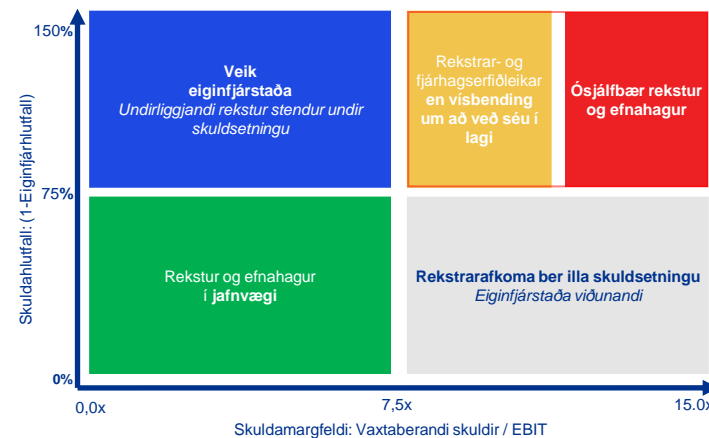 150%
75%
0%
Skuldahlutfall: (1-Eiginfjárhlutfall)
Veik
eiginfjárstaða
Undirliggjandi rekstur stendur undir
skuldsetningu
Rekstrar- og
fjárhagserfiðleikar
en vísbending
um að veð séu í
lagi
Ósjálfbær rekstur
og efnahagur
Rekstur og efnahagur
í jafnvægi
Rekstrarafkoma ber illa skuldsetningu
Eiginfjárstaða viðunandi
0,0x
7,5x
15.0x
Skuldamargfeldi: Vaxtaberandi skuldir / EBIT